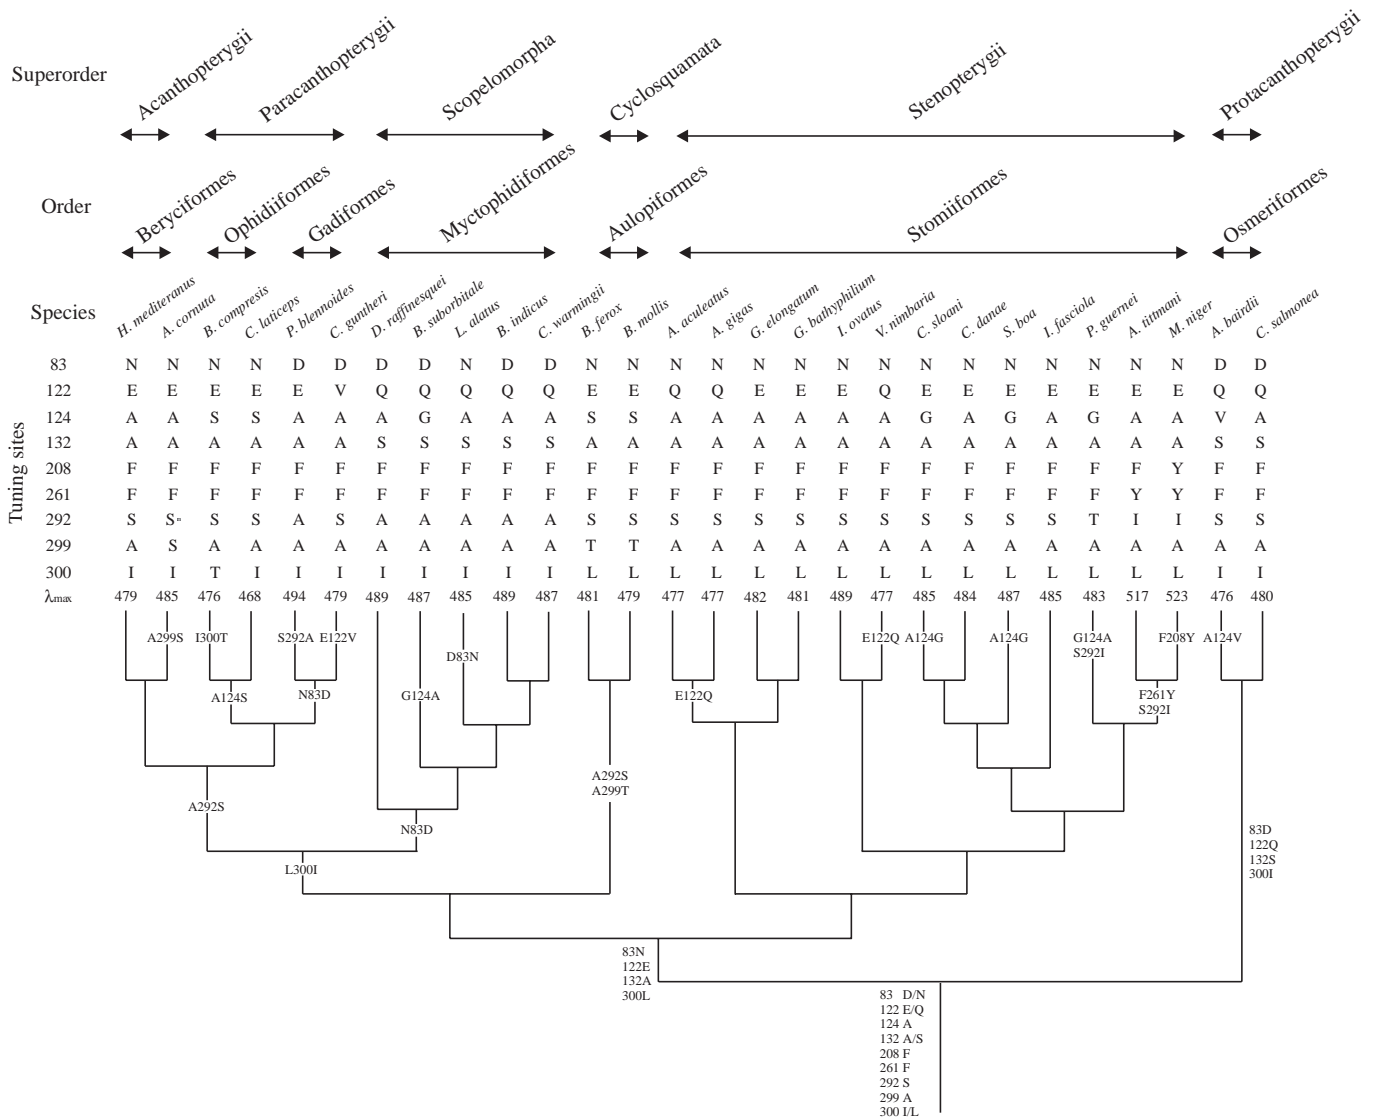 Superorder
Acanthopterygii Paracanthopterygii Scopelomorpha Cyclosquamata Stenopterygii Protacanthopterygii
Order
Beryciformes Ophidiiformes Gadiformes Myctophidiformes Aulopiformes Stomiiformes Osmeriformes
Species
H. mediteranus A. cornuta B. compresis C. laticeps P. blennoides C. guntheri D. raffinesquei B. suborbitale L. alatus B. indicus C. warmingii B. ferox B. mollis A. aculeatus A. gigas G. elongatum G. bathyphilium I. ovatus V. nimbaria C. sloani C. danae S. boa I. fasciola P. guernei A. tittmani M. niger A. bairdii C. salmonea
Tuning sites
83 N N N N D D D D N D D N N N N N N N N N N N N N N N D D
122 E E E E E V Q Q Q Q Q E E Q Q E E E Q E E E E E E E Q Q
124 A A S S A A A G A A A S S A A A A A A G A G A G A A V A
132 A A A A A A S S S S S A A A A A A A A A A A A A A A S S
208 F F F F F F F F F F F F F F F F F F F F F F F F F Y F F
261 F F F F F F F F F F F F F F F F F F F F F F F F Y Y F F
292 S S S S A S A A A A A S S S S S S S S S S S S T I I S S
299 A S A A A A A A A A A T T A A A A A A A A A A A A A A A
300 I I T I I I I I I I I L L L L L L L L L L L L L L L I I
λmax 479 485 476 468 494 479 489 487 485 489 487 481 479 477 477 482 481 489 477 485 484 487 485 483 517 523 476 480
A299S I300T S292A E122V E122Q A124G A124G G124A F208Y A124V
S292I
D83N
A124S N83D G124A E122Q F261Y
S292I
A292S
A299T
A292S
N83D
L300I
83D
122Q
132S
300I
83N
122E
132A
300L
83 D/N
122 E/Q
124 A
132 A/S
208 F
261 F
292 S
299 A
300 I/L